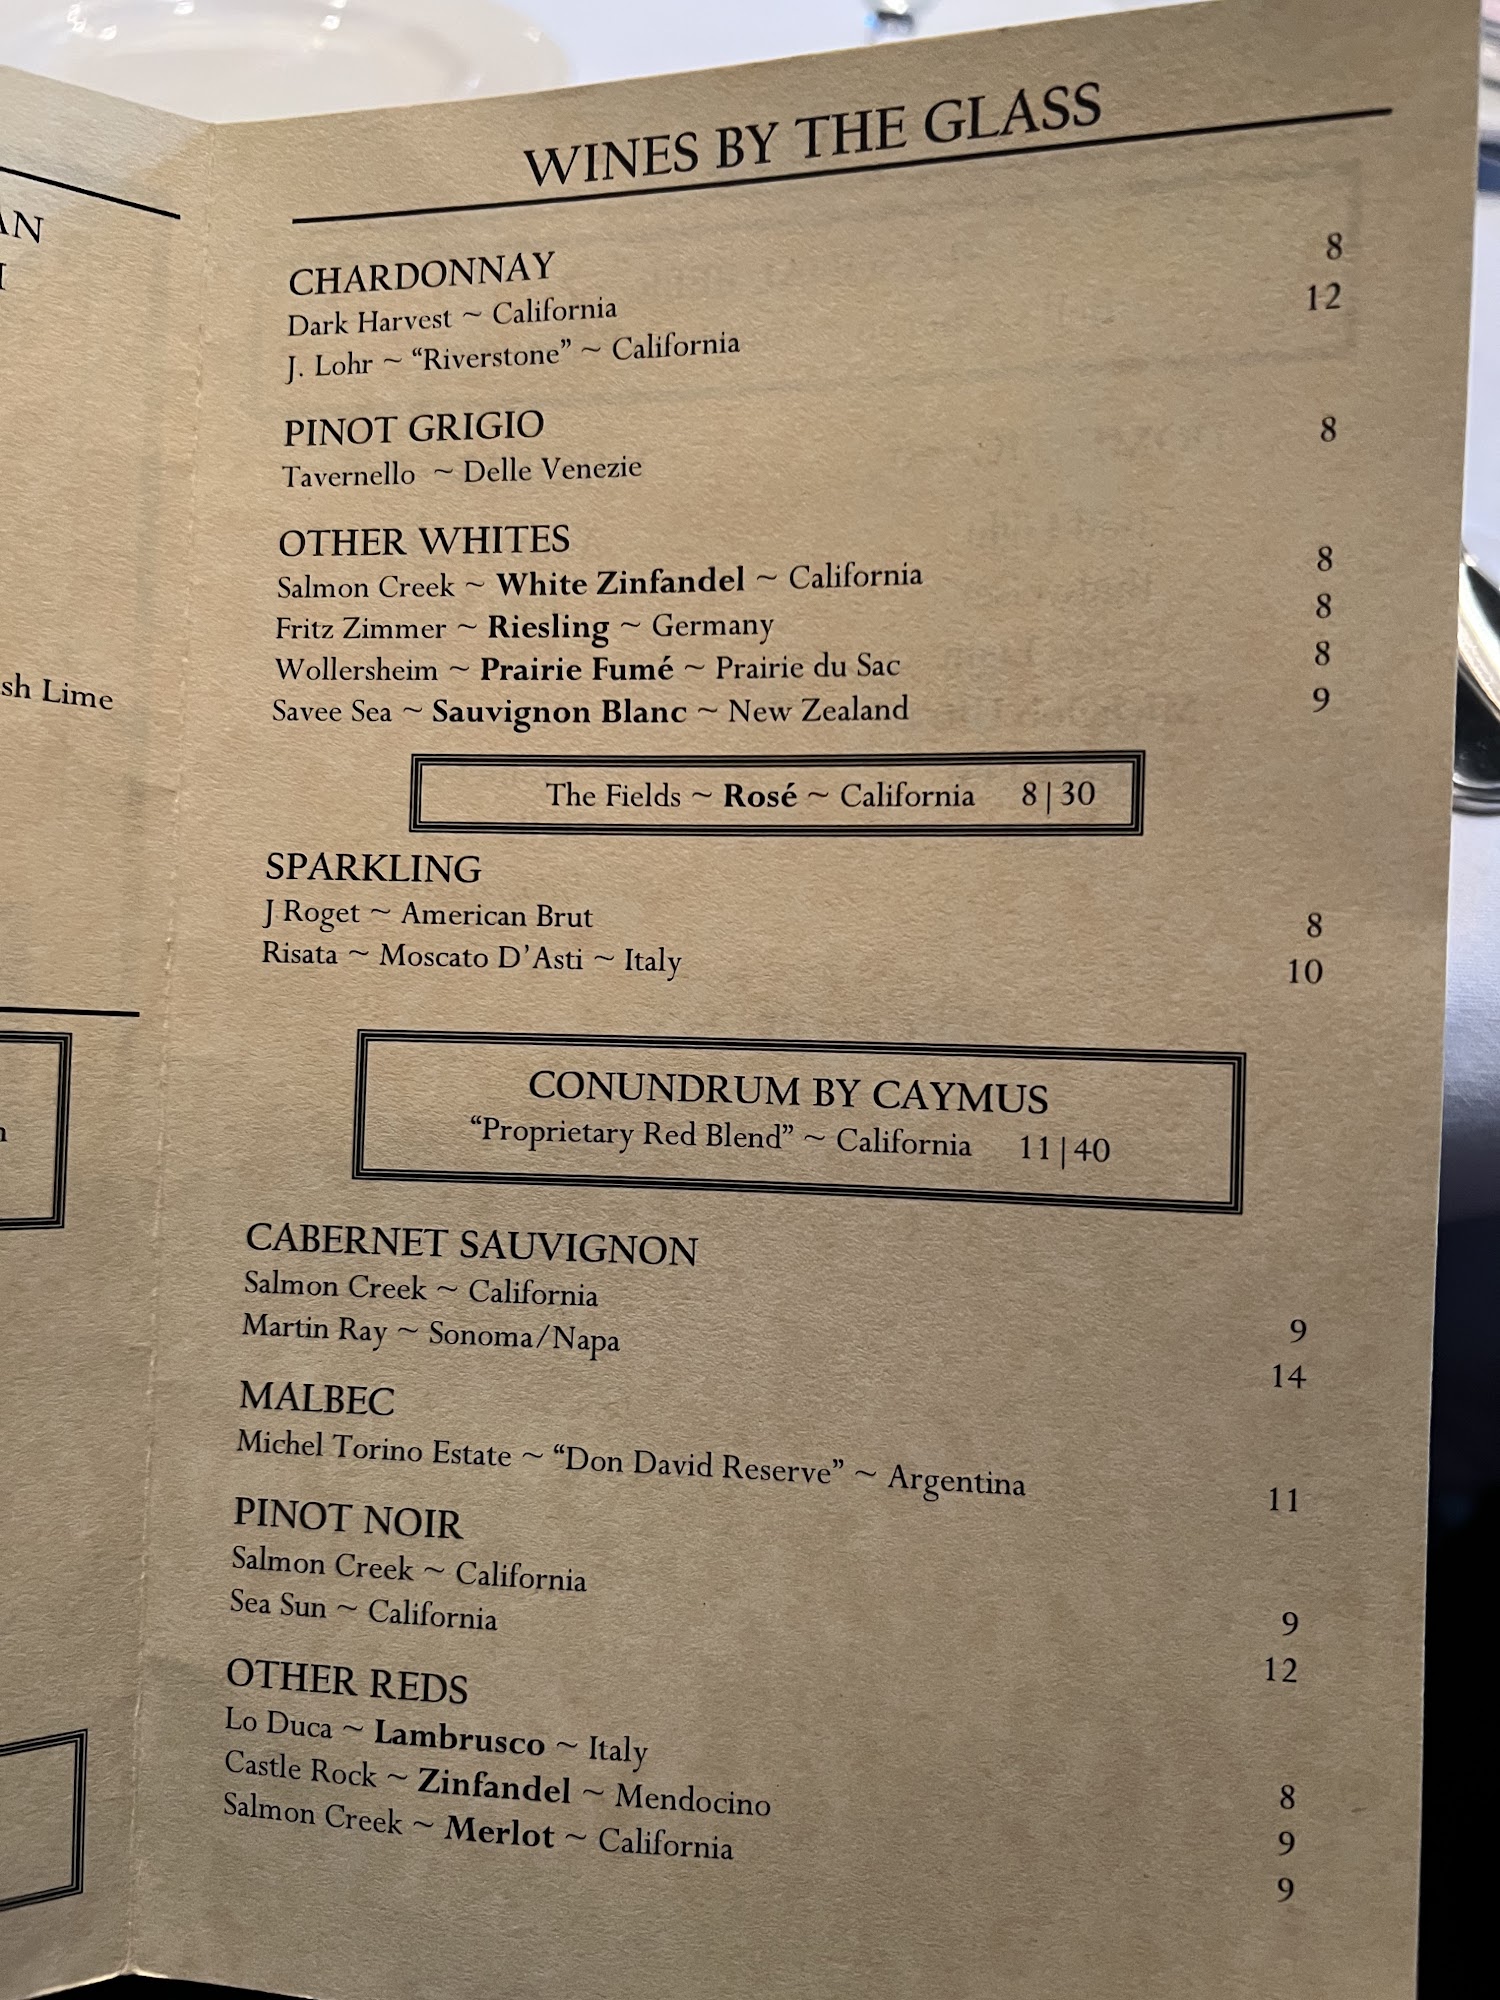 AN
sh Lime
WINES BY THE GLASS
CHARDONNAY
Dark Harvest ~ California 8
J. Lohr ~ “Riverstone” ~ California 12
PINOT GRIGIO
Tavernello ~ Delle Venezie 8
OTHER WHITES
Salmon Creek ~ White Zinfandel ~ California 8
Fritz Zimmer ~ Riesling ~ Germany 8
Wollersheim ~ Prairie Fumé ~ Prairie du Sac 8
Savee Sea ~ Sauvignon Blanc ~ New Zealand 9
The Fields ~ Rosé ~ California 8|30
SPARKLING
J Roget ~ American Brut 8
Risata ~ Moscato D’Asti ~ Italy 10
CONUNDRUM BY CAYMUS
“Proprietary Red Blend” ~ California 11|40
CABERNET SAUVIGNON
Salmon Creek ~ California 9
Martin Ray ~ Sonoma/Napa 14
MALBEC
Michel Torino Estate ~ “Don David Reserve” ~ Argentina 11
PINOT NOIR
Salmon Creek ~ California 9
Sea Sun ~ California 12
OTHER REDS
Lo Duca ~ Lambrusco ~ Italy 8
Castle Rock ~ Zinfandel ~ Mendocino 9
Salmon Creek ~ Merlot ~ California 9